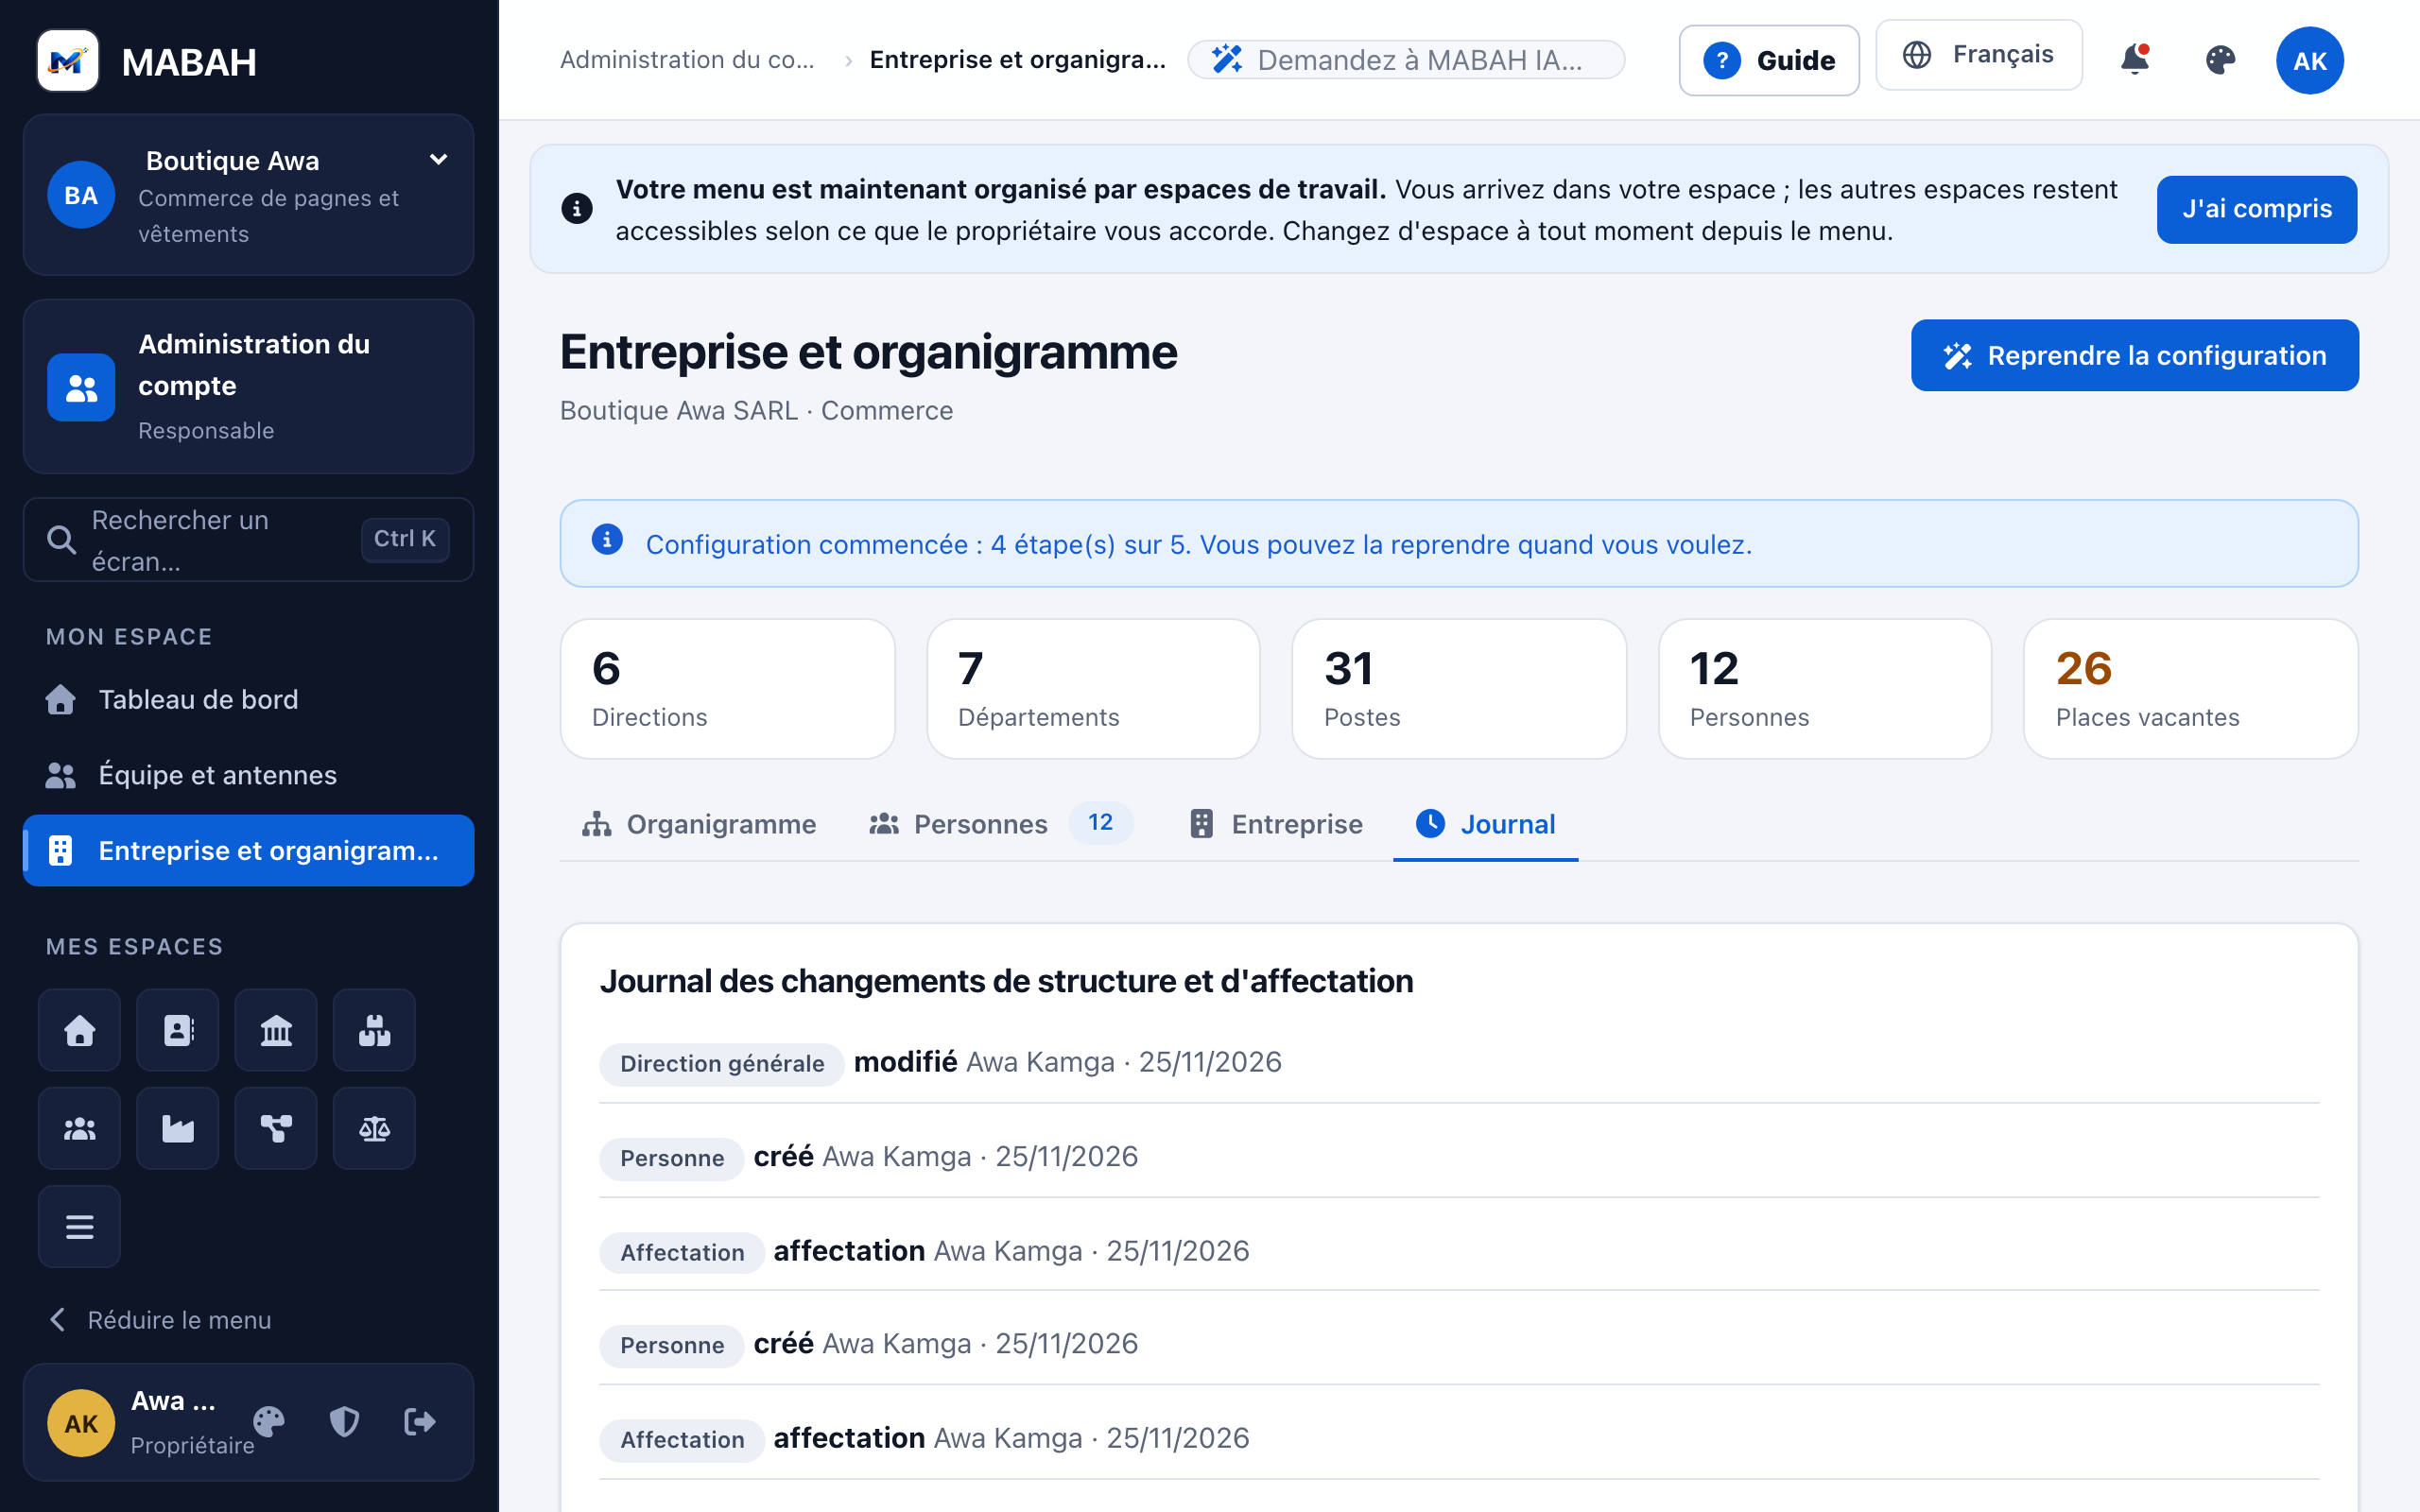 MABAH
BA
Boutique Awa
Commerce de pagnes et
vêtements
Administration du
compte
Responsable
Rechercher un
écran...
Ctrl K
MON ESPACE
Tableau de bord
Équipe et antennes
Entreprise et organigram...
MES ESPACES
Réduire le menu
AK
Awa ...
Propriétaire
Administration du co... › Entreprise et organigra...
Demandez à MABAH IA...
? Guide
Français
AK
Votre menu est maintenant organisé par espaces de travail. Vous arrivez dans votre espace ; les autres espaces restent
accessibles selon ce que le propriétaire vous accorde. Changez d'espace à tout moment depuis le menu.
J'ai compris
Entreprise et organigramme
Boutique Awa SARL · Commerce
Reprendre la configuration
Configuration commencée : 4 étape(s) sur 5. Vous pouvez la reprendre quand vous voulez.
6
Directions
7
Départements
31
Postes
12
Personnes
26
Places vacantes
Organigramme
Personnes 12
Entreprise
Journal
Journal des changements de structure et d'affectation
Direction générale modifié Awa Kamga · 25/11/2026
Personne créé Awa Kamga · 25/11/2026
Affectation affectation Awa Kamga · 25/11/2026
Personne créé Awa Kamga · 25/11/2026
Affectation affectation Awa Kamga · 25/11/2026